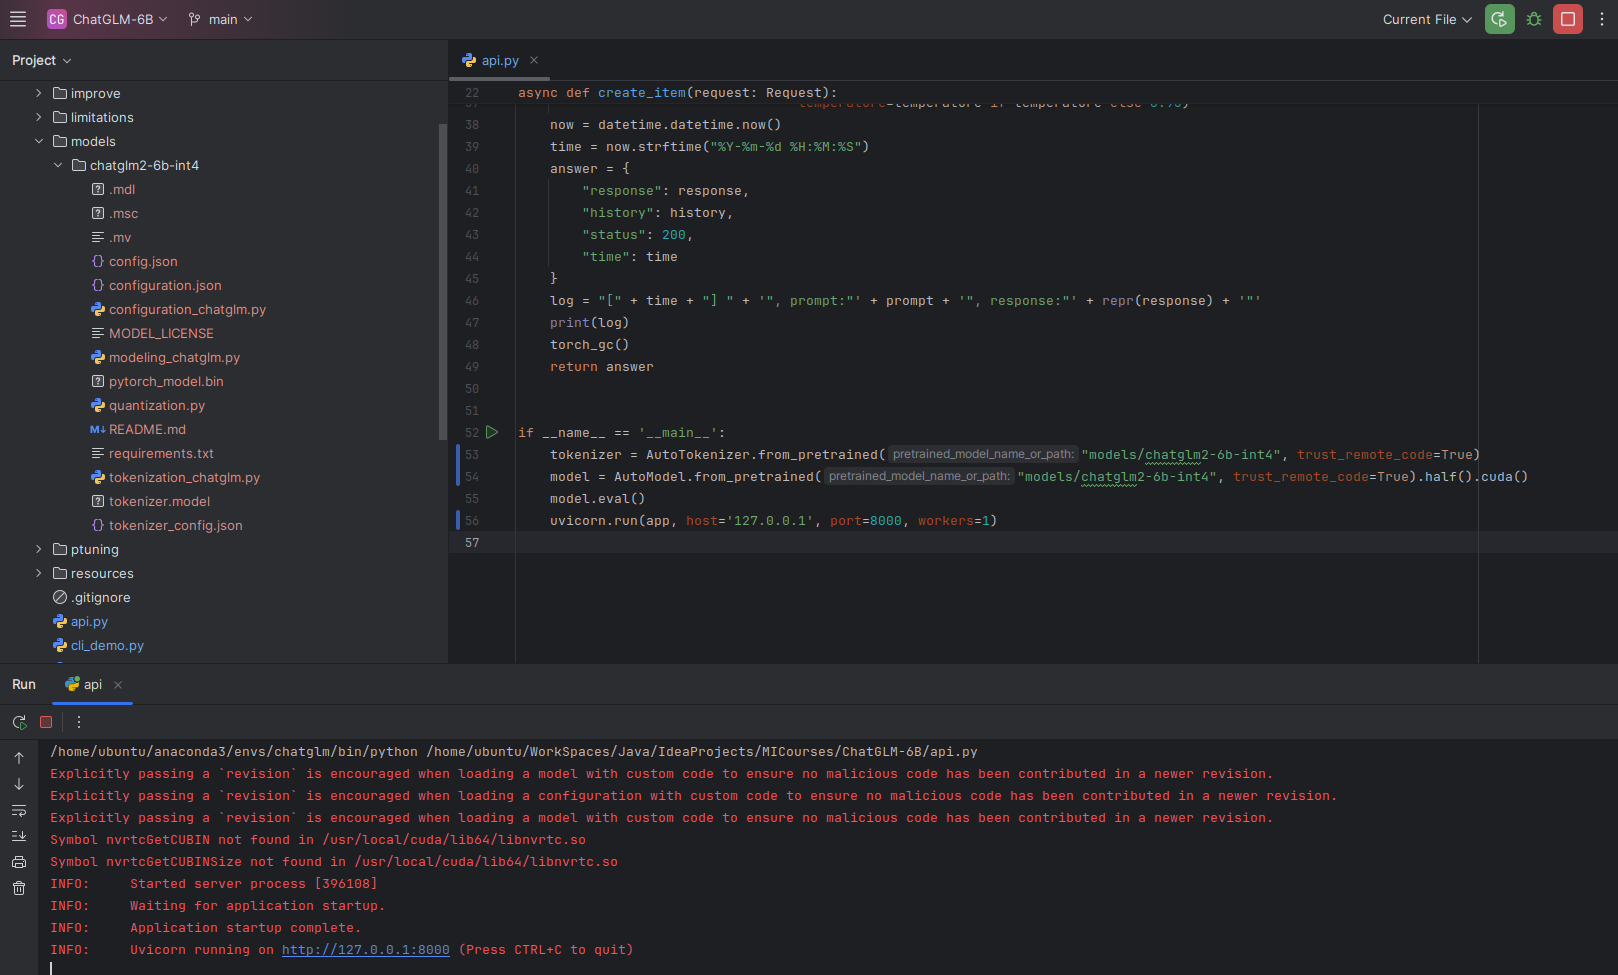 CG ChatGLM-6B main Current File
Project
api.py
improve
limitations
models
chatglm2-6b-int4
.mdl
.msc
.mv
config.json
configuration.json
configuration_chatglm.py
MODEL_LICENSE
modeling_chatglm.py
pytorch_model.bin
quantization.py
M↓ README.md
requirements.txt
tokenization_chatglm.py
tokenizer.model
tokenizer_config.json
ptuning
resources
.gitignore
api.py
cli_demo.py
22 async def create_item(request: Request):
37 temperature=temperature if temperature else 0.95)
38 now = datetime.datetime.now()
39 time = now.strftime("%Y-%m-%d %H:%M:%S")
40 answer = {
41 "response": response,
42 "history": history,
43 "status": 200,
44 "time": time
45 }
46 log = "[" + time + "] " + '", prompt:"' + prompt + '", response:"' + repr(response) + '"'
47 print(log)
48 torch_gc()
49 return answer
50
51
52 if __name__ == '__main__':
53 tokenizer = AutoTokenizer.from_pretrained( pretrained_model_name_or_path: "models/chatglm2-6b-int4", trust_remote_code=True)
54 model = AutoModel.from_pretrained( pretrained_model_name_or_path: "models/chatglm2-6b-int4", trust_remote_code=True).half().cuda()
55 model.eval()
56 uvicorn.run(app, host='127.0.0.1', port=8000, workers=1)
57
Run api
/home/ubuntu/anaconda3/envs/chatglm/bin/python /home/ubuntu/WorkSpaces/Java/IdeaProjects/MICourses/ChatGLM-6B/api.py
Explicitly passing a `revision` is encouraged when loading a model with custom code to ensure no malicious code has been contributed in a newer revision.
Explicitly passing a `revision` is encouraged when loading a configuration with custom code to ensure no malicious code has been contributed in a newer revision.
Explicitly passing a `revision` is encouraged when loading a model with custom code to ensure no malicious code has been contributed in a newer revision.
Symbol nvrtcGetCUBIN not found in /usr/local/cuda/lib64/libnvrtc.so
Symbol nvrtcGetCUBINSize not found in /usr/local/cuda/lib64/libnvrtc.so
INFO: Started server process [396108]
INFO: Waiting for application startup.
INFO: Application startup complete.
INFO: Uvicorn running on http://127.0.0.1:8000 (Press CTRL+C to quit)